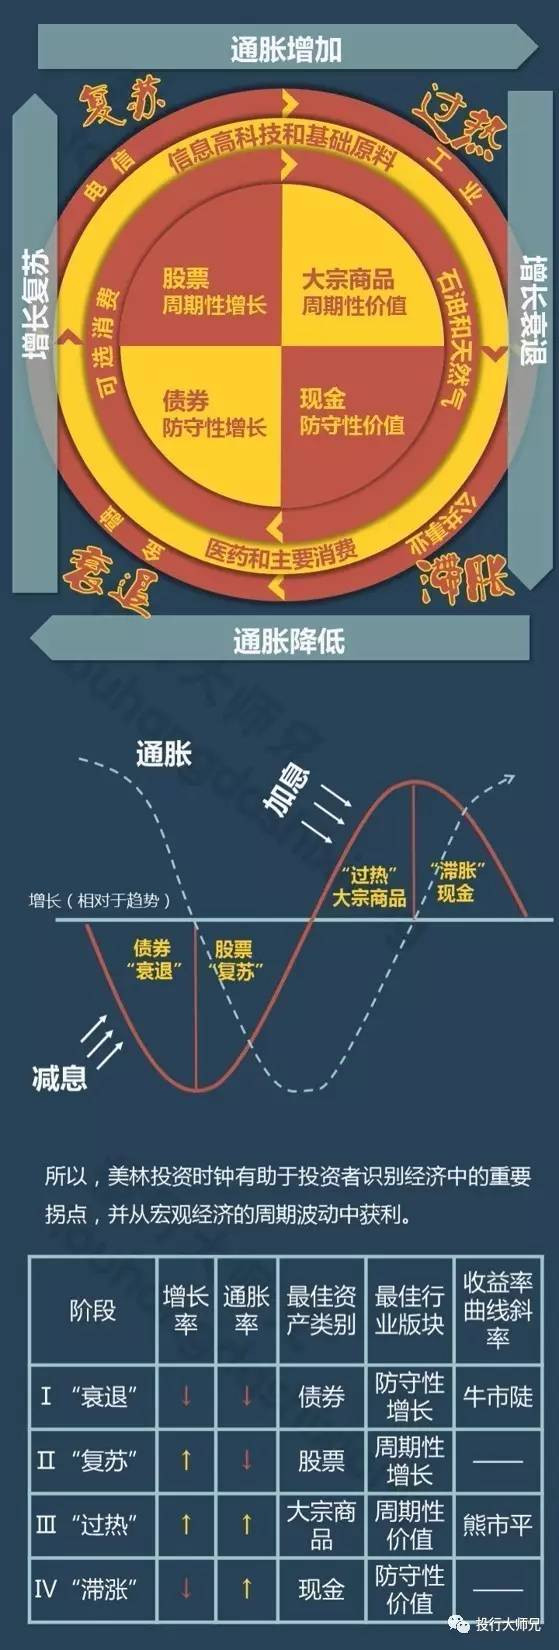 通胀增加
复苏
过热
电信
信息高科技和基础原料
工业
增长复苏
增长衰退
可选消费
石油和天然气
股票
周期性增长
大宗商品
周期性价值
债券
防守性增长
现金
防守性价值
金融
医药和主要消费
公共事业
衰退
滞胀
通胀降低
通胀
加息
“过热”
大宗商品
“滞胀”
现金
增长（相对于趋势）
债券
“衰退”
股票
“复苏”
减息
所以，美林投资时钟有助于投资者识别经济中的重要
拐点，并从宏观经济的周期波动中获利。
阶段 增长率 通胀率 最佳资产类别 最佳行业版块 收益率曲线斜率
I “衰退” ↓ ↓ 债券 防守性增长 牛市陡
II “复苏” ↑ ↓ 股票 周期性增长 ——
III “过热” ↑ ↑ 大宗商品 周期性价值 熊市平
IV “滞涨” ↓ ↑ 现金 防守性价值 ——
投行大师兄